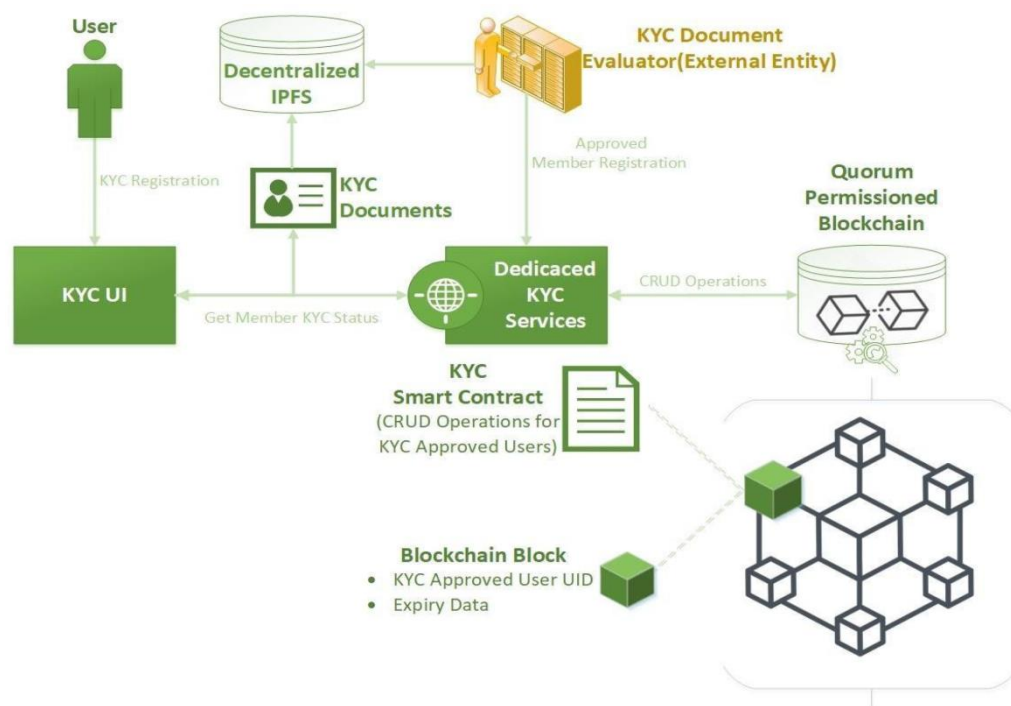 User
Decentralized
IPFS
KYC Document
Evaluator(External Entity)
KYC Registration
KYC
Documents
Approved
Member Registration
Quorum
Permissioned
Blockchain
KYC UI
Get Member KYC Status
Dedicaced
KYC
Services
CRUD Operations
KYC
Smart Contract
(CRUD Operations for
KYC Approved Users)
Blockchain Block
• KYC Approved User UID
• Expiry Data